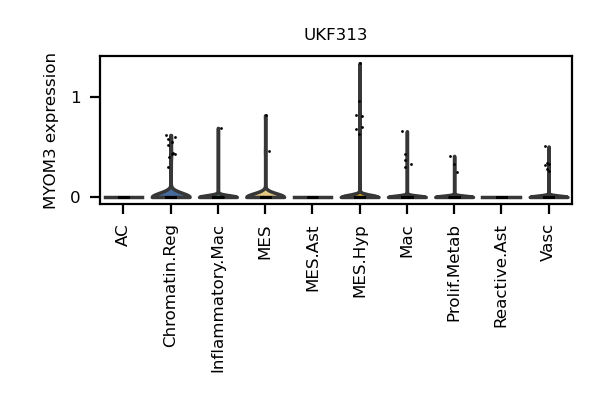 UKF313
MYOM3 expression
1
0
AC
Chromatin.Reg
Inflammatory.Mac
MES
MES.Ast
MES.Hyp
Mac
Prolif.Metab
Reactive.Ast
Vasc